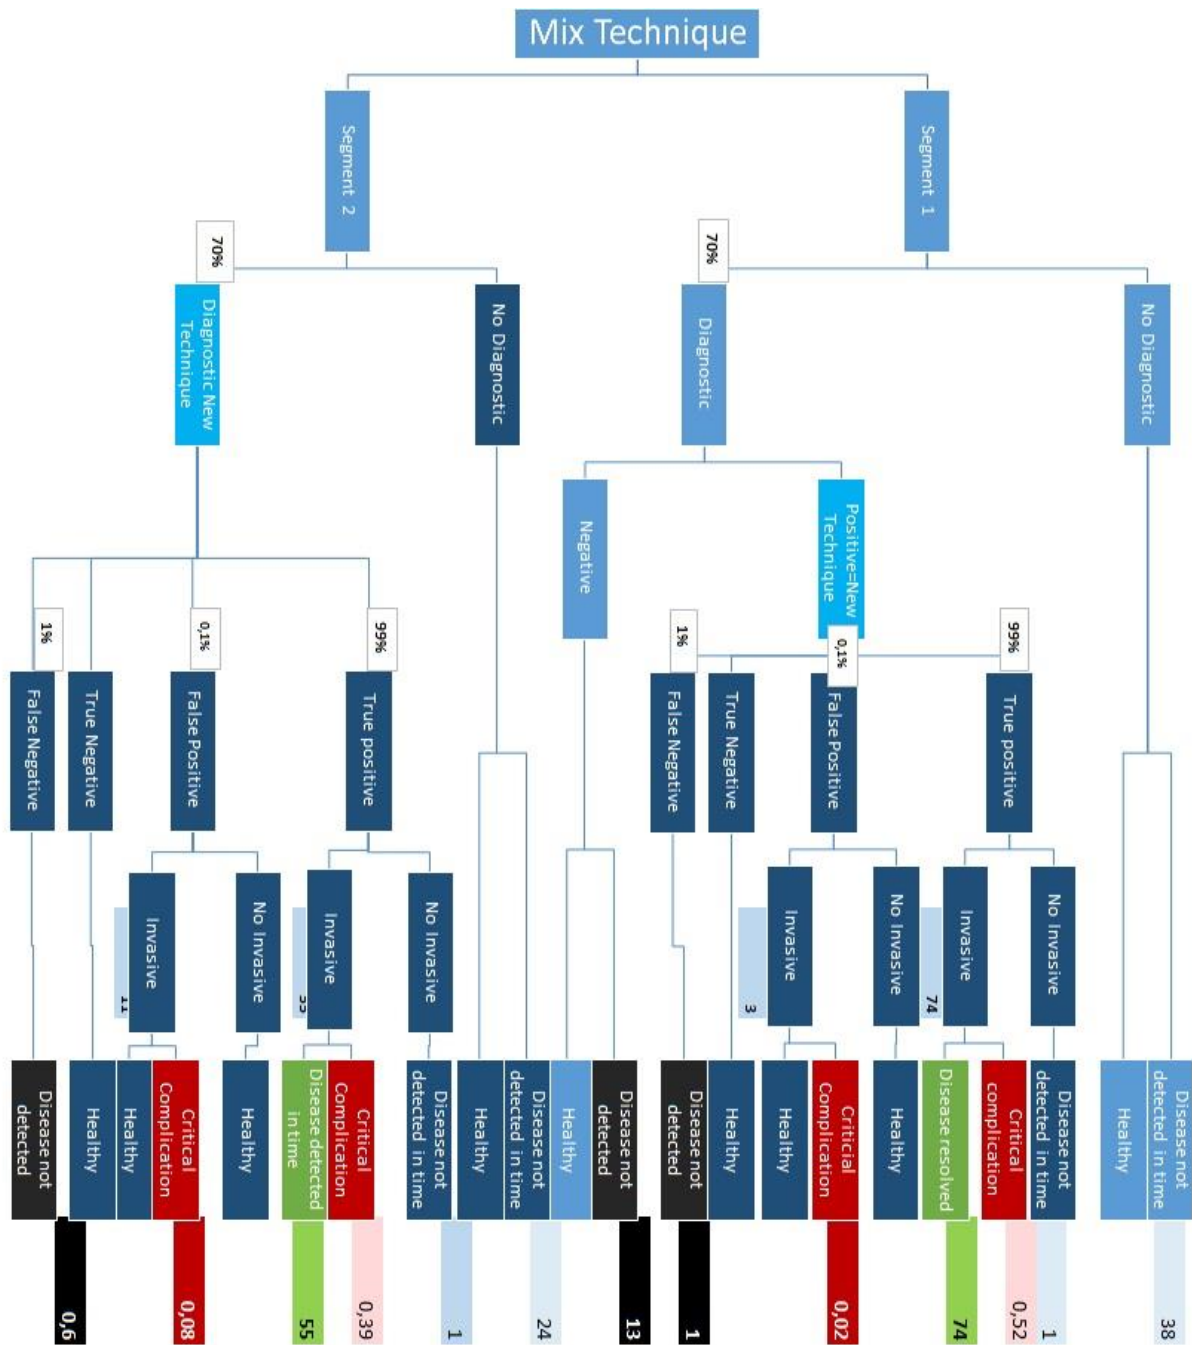 Mix Technique
Segment 2
Segment 1
70%
70%
Diagnostic New
Technique
No Diagnostic
Diagnostic
No Diagnostic
Negative
Positive=New
Technique
1%
0,1%
99%
1%
0,1%
99%
False Negative
True Negative
False Positive
True positive
False Negative
True Negative
False Positive
True positive
Invasive
No Invasive
Invasive
No Invasive
Invasive
No Invasive
Invasive
No Invasive
11
55
3
74
Disease not
detected
Healthy
Healthy
Critical
Complication
Healthy
Disease detected
in time
Critical
Complication
Disease not
detected in time
Healthy
Disease not
detected in time
Healthy
Disease not
detected
Disease not
detected
Healthy
Healthy
Criticial
Complication
Healthy
Disease resolved
Critical
complication
Disease not
detected in time
Healthy
Disease not
detected in time
0,6
0,08
55
0,39
1
24
13
1
0,02
74
0,52
1
38